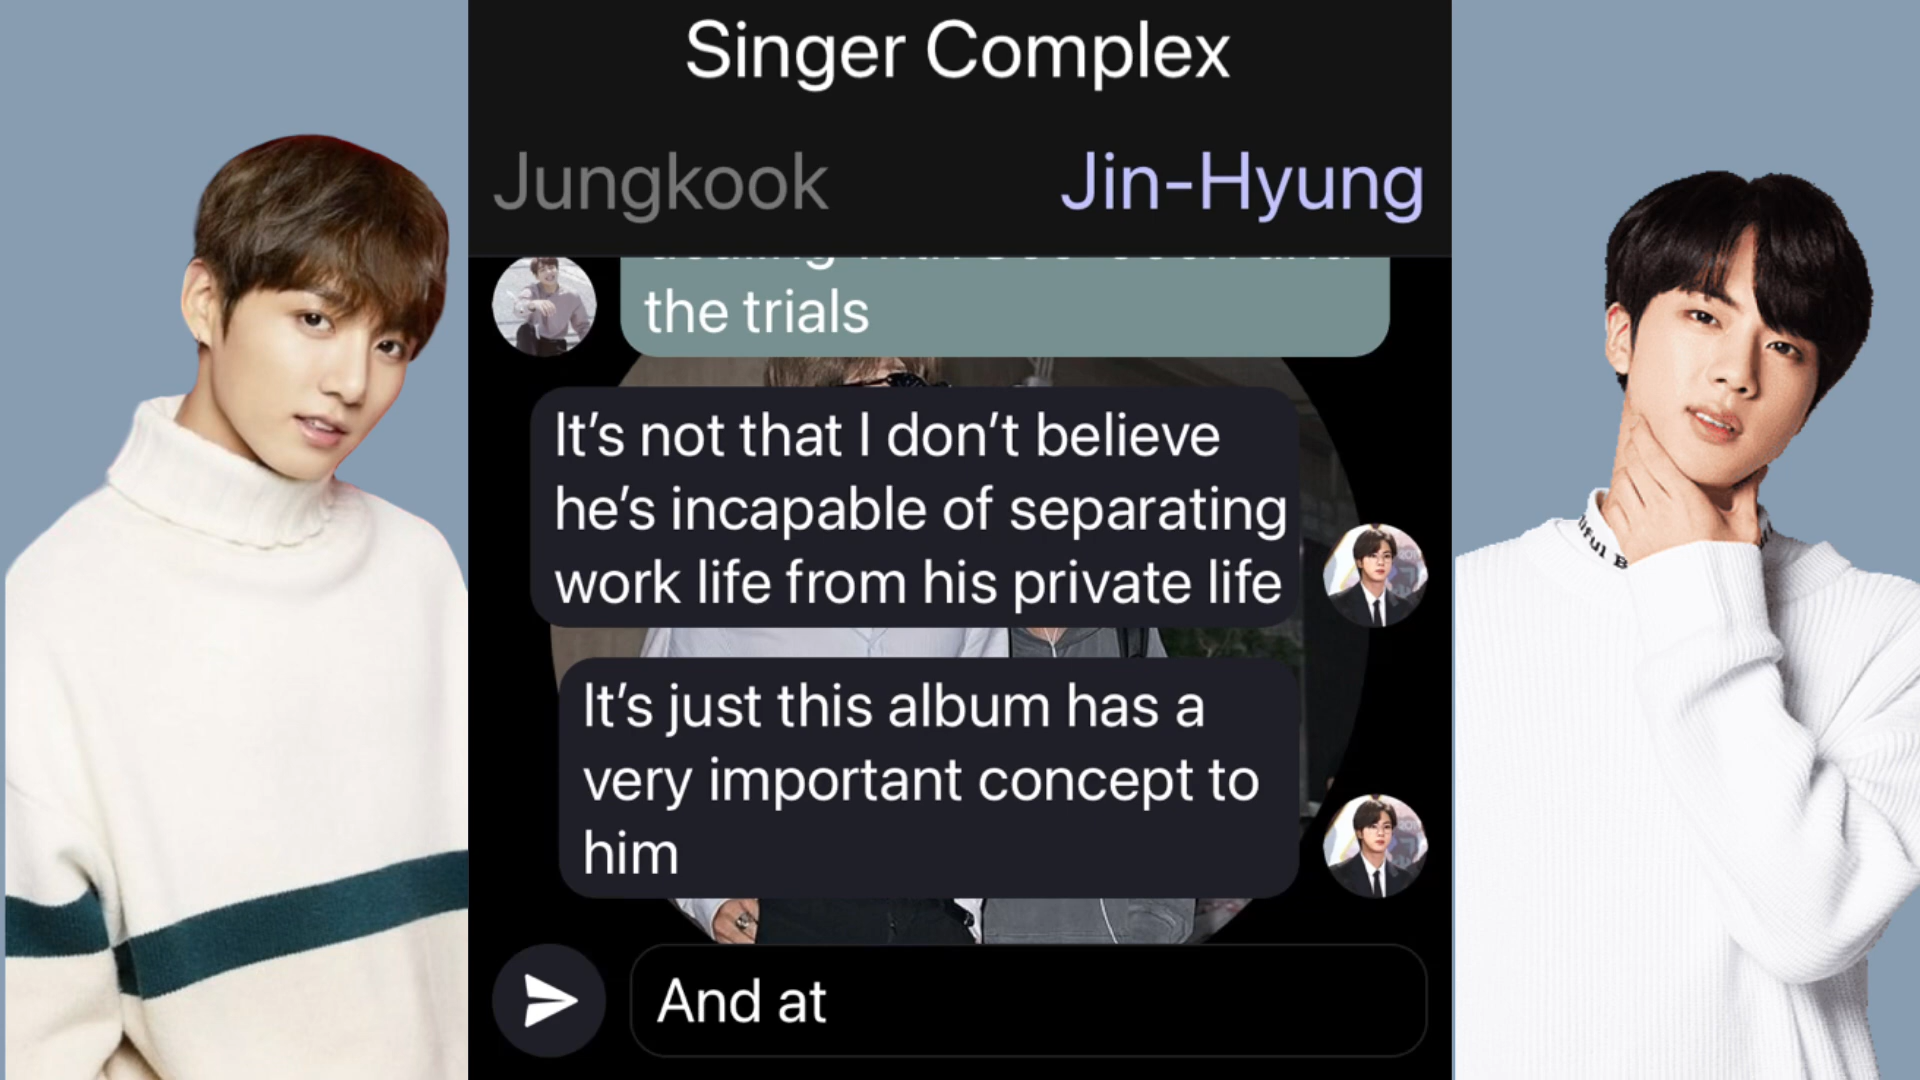 Singer Complex
Jungkook
Jin-Hyung
the trials
It's not that I don't believe
he's incapable of separating
work life from his private life
It's just this album has a
very important concept to
him
And at